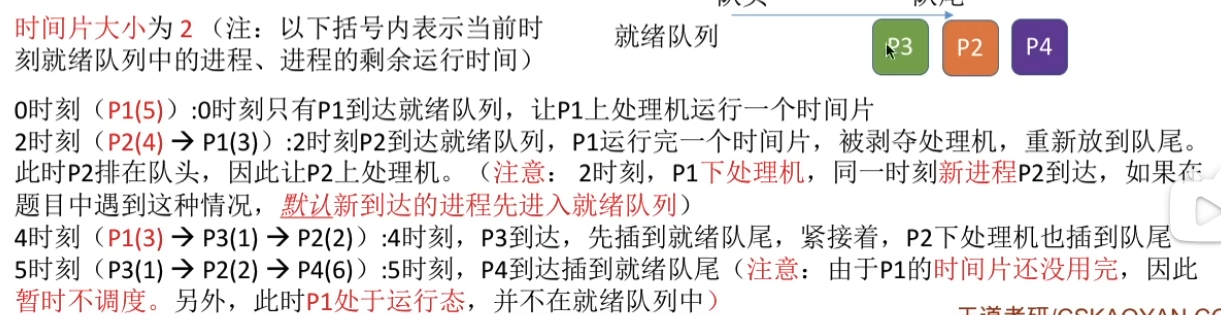 时间片大小为 2（注：以下括号内表示当前时
刻就绪队列中的进程、进程的剩余运行时间）
就绪队列
P3 P2 P4
0时刻（P1(5)）:0时刻只有P1到达就绪队列，让P1上处理机运行一个时间片
2时刻（P2(4) → P1(3)）:2时刻P2到达就绪队列，P1运行完一个时间片，被剥夺处理机，重新放到队尾。
此时P2排在队头，因此让P2上处理机。（注意： 2时刻，P1下处理机，同一时刻新进程P2到达，如果在
题目中遇到这种情况，默认新到达的进程先进入就绪队列）
4时刻（P1(3) → P3(1) → P2(2)）:4时刻，P3到达，先插到就绪队尾，紧接着，P2下处理机也插到队尾
5时刻（P3(1) → P2(2) → P4(6)）:5时刻，P4到达插到就绪队尾（注意：由于P1的时间片还没用完，因此
暂时不调度。另外，此时P1处于运行态，并不在就绪队列中）